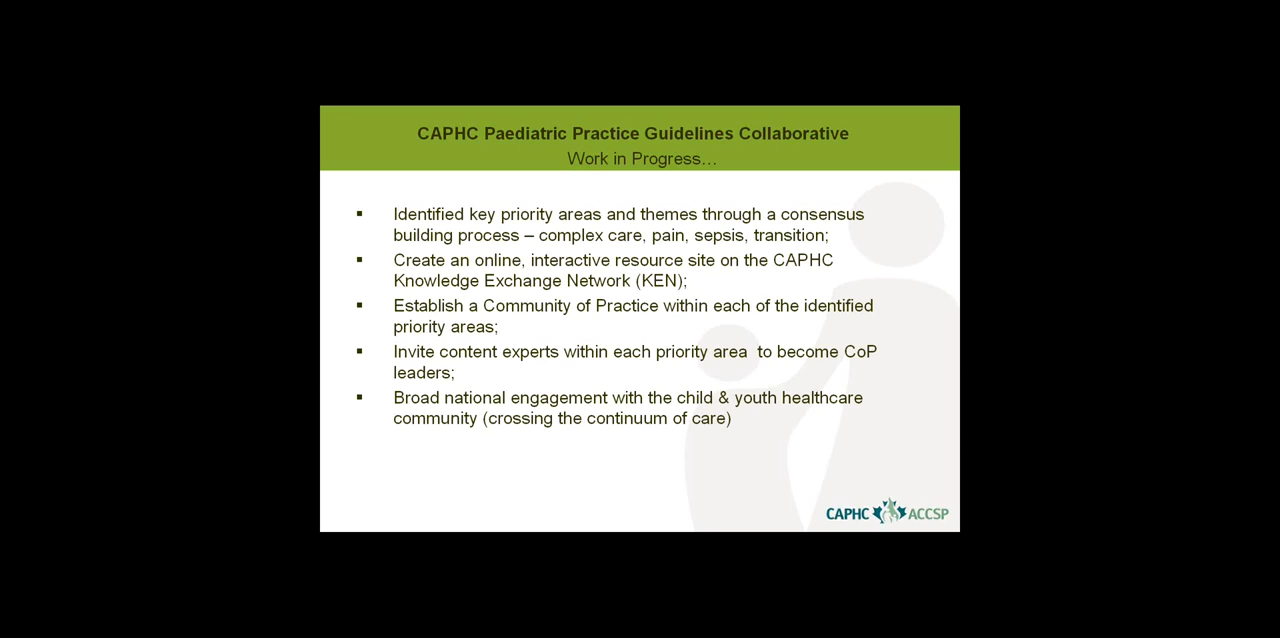 CAPHC Paediatric Practice Guidelines Collaborative
Work in Progress…
▪ Identified key priority areas and themes through a consensus
building process – complex care, pain, sepsis, transition;
▪ Create an online, interactive resource site on the CAPHC
Knowledge Exchange Network (KEN);
▪ Establish a Community of Practice within each of the identified
priority areas;
▪ Invite content experts within each priority area  to become CoP
leaders;
▪ Broad national engagement with the child & youth healthcare
community (crossing the continuum of care)
CAPHC ACCSP